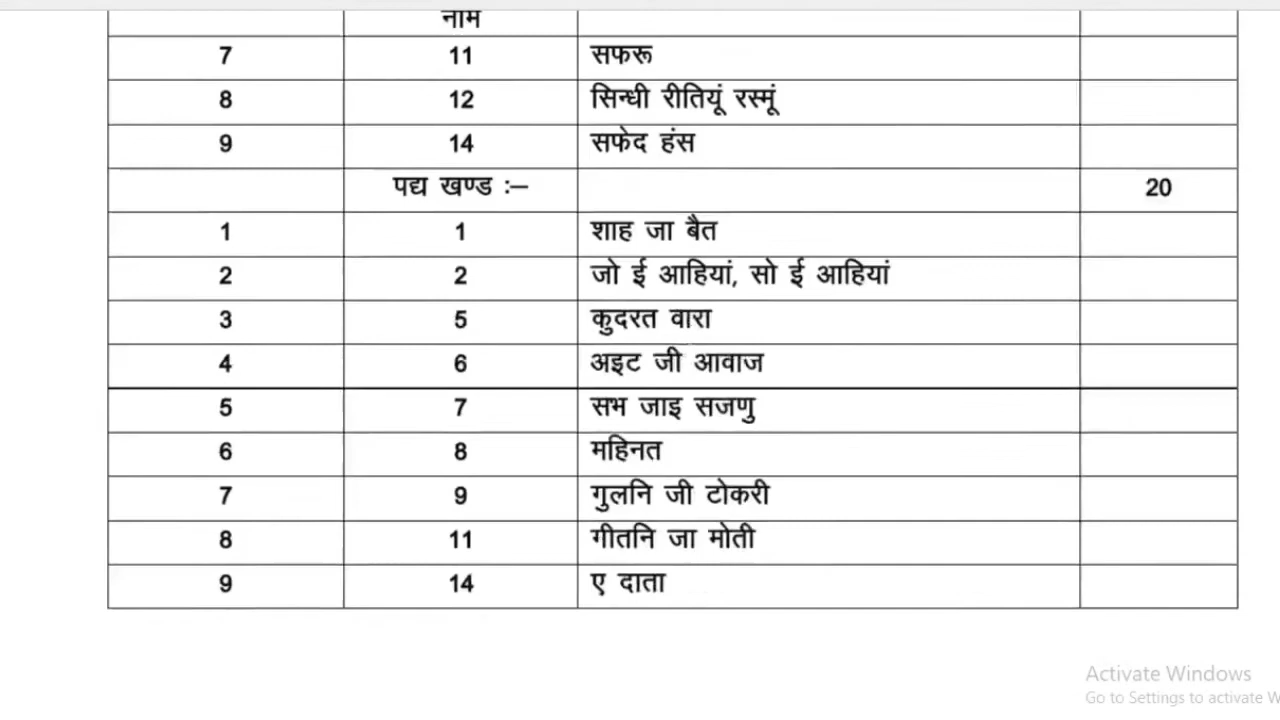 नाम
7 11 सफरू
8 12 सिन्धी रीतियूं रस्मूं
9 14 सफेद हंस
पद्य खण्ड :– 20
1 1 शाह जा बैत
2 2 जो ई आहियां, सो ई आहियां
3 5 कुदरत वारा
4 6 अइट जी आवाज
5 7 सभ जाइ सजणु
6 8 महिनत
7 9 गुलनि जी टोकरी
8 11 गीतनि जा मोती
9 14 ए दाता
Activate Windows
Go to Settings to activate W